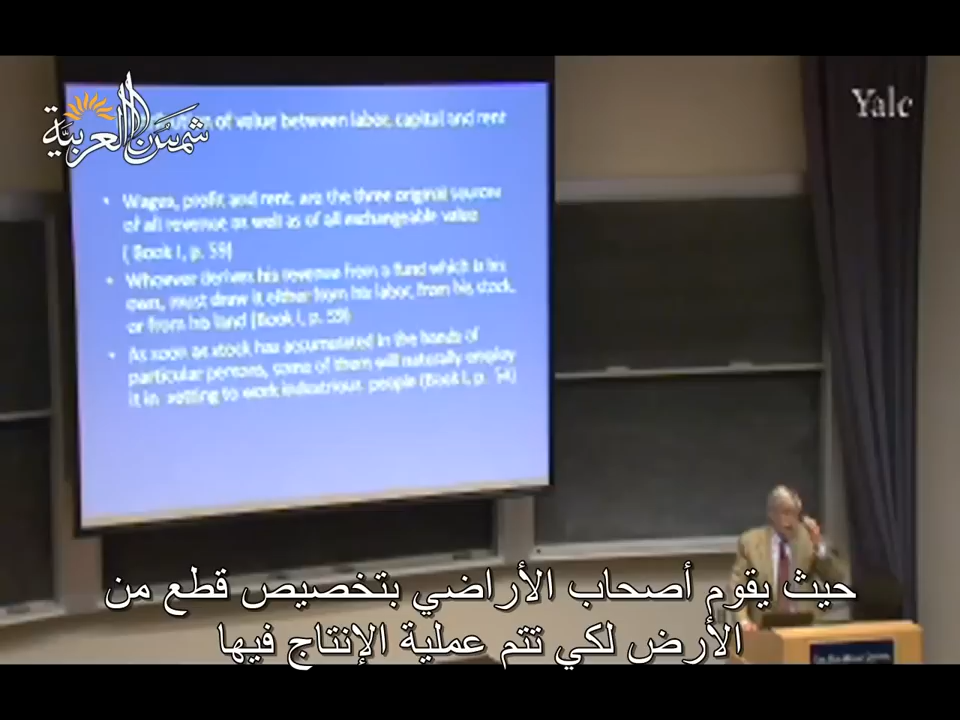 شمس العربية
Yale
of value between labor, capital and rent
• Wages, profit and rent, are the three original sources
of all revenue as well as of all exchangeable value
( Book I, p. 59)
• Whoever derives his revenue from a fund which is his
own, must draw it either from his labor, from his stock,
or from his land (Book I, p. 59)
• As soon as stock has accumulated in the hands of
particular persons, some of them will naturally employ
it in setting to work industrious people (Book I, p. 54)
حيث يقوم أصحاب الأراضي بتخصيص قطع من
الأرض لكي تتم عملية الإنتاج فيها